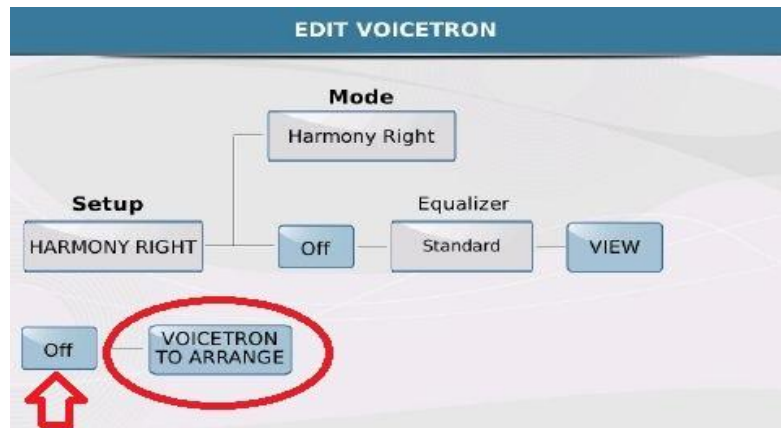 EDIT VOICETRON
Mode
Harmony Right
Setup
Equalizer
HARMONY RIGHT
Off
Standard
VIEW
Off
VOICETRON
TO ARRANGE